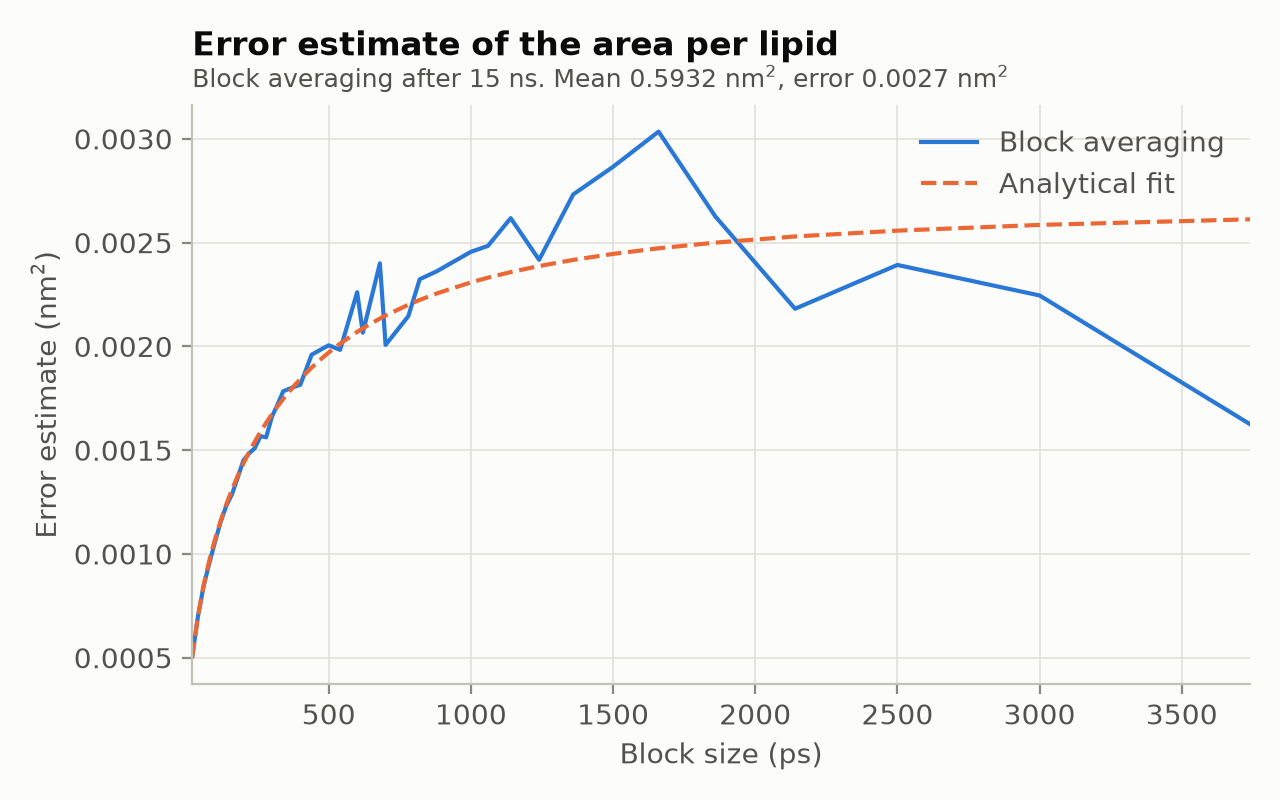 Error estimate of the area per lipid
Block averaging after 15 ns. Mean 0.5932 nm², error 0.0027 nm²
Block averaging
Analytical fit
Error estimate (nm²)
0.0030
0.0025
0.0020
0.0015
0.0010
0.0005
500 1000 1500 2000 2500 3000 3500
Block size (ps)